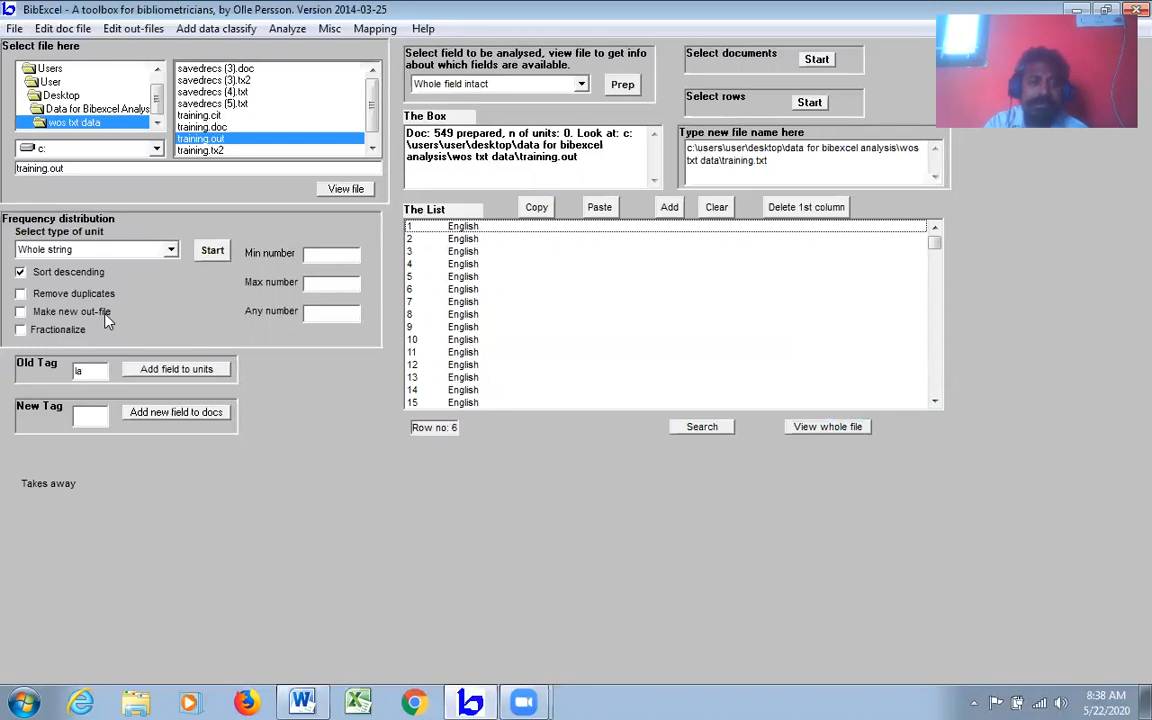 BibExcel - A toolbox for bibliometricians, by Olle Persson. Version 2014-03-25
File Edit doc file Edit out-files Add data classify Analyze Misc Mapping Help
Select file here
Users
User
Desktop
Data for Bibexcel Analys
wos txt data
c:
savedrecs (3).doc
savedrecs (3).tx2
savedrecs (4).txt
savedrecs (5).txt
training.cit
training.doc
training.out
training.tx2
training.out
View file
Select field to be analysed, view file to get info
about which fields are available.
Whole field intact
Prep
Select documents
Start
Select rows
Start
The Box
Doc: 549 prepared, n of units: 0. Look at: c:
\users\user\desktop\data for bibexcel
analysis\wos txt data\training.out
Type new file name here
c:\users\user\desktop\data for bibexcel analysis\wos
txt data\training.txt
Frequency distribution
Select type of unit
Whole string
Start
Sort descending
Remove duplicates
Make new out-file
Fractionalize
Min number
Max number
Any number
Old Tag
la
Add field to units
New Tag
Add new field to docs
Takes away
The List
Copy
Paste
Add
Clear
Delete 1st column
1 English
2 English
3 English
4 English
5 English
6 English
7 English
8 English
9 English
10 English
11 English
12 English
13 English
14 English
15 English
Row no: 6
Search
View whole file
8:38 AM
5/22/2020